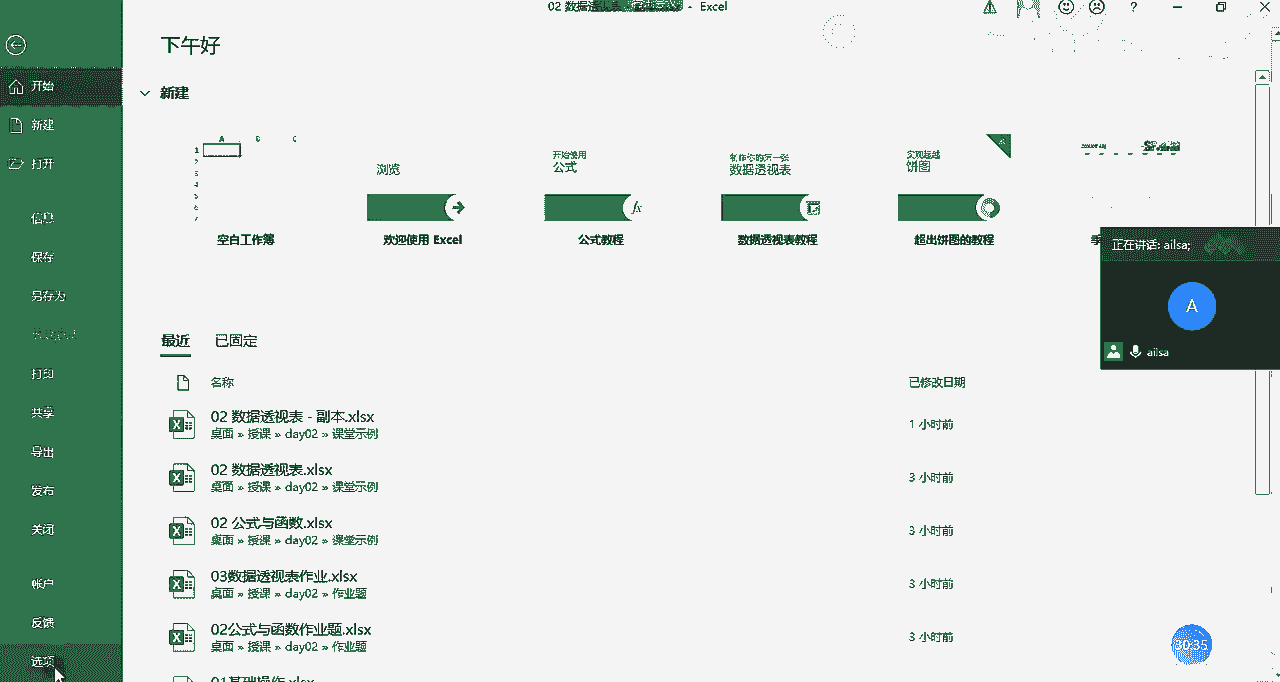 02 数据透视表 - Excel
下午好
开始
新建
打开
信息
保存
另存为
打印
共享
导出
发布
关闭
帐户
反馈
选项
新建
A B C
1
2
3
4
5
6
7
空白工作簿
浏览
欢迎使用 Excel
开始使用
公式
fx
公式教程
制作你的第一张
数据透视表
数据透视表教程
实现超越
饼图
超出饼图的教程
正在讲话: ailsa;
A
ailsa
最近 已固定
名称 已修改日期
02 数据透视表 - 副本.xlsx
桌面 » 授课 » day02 » 课堂示例
1 小时前
02 数据透视表.xlsx
桌面 » 授课 » day02 » 课堂示例
3 小时前
02 公式与函数.xlsx
桌面 » 授课 » day02 » 课堂示例
3 小时前
03数据透视表作业.xlsx
桌面 » 授课 » day02 » 作业题
3 小时前
02公式与函数作业题.xlsx
桌面 » 授课 » day02 » 作业题
3 小时前
01基础操作.xlsx
30:35